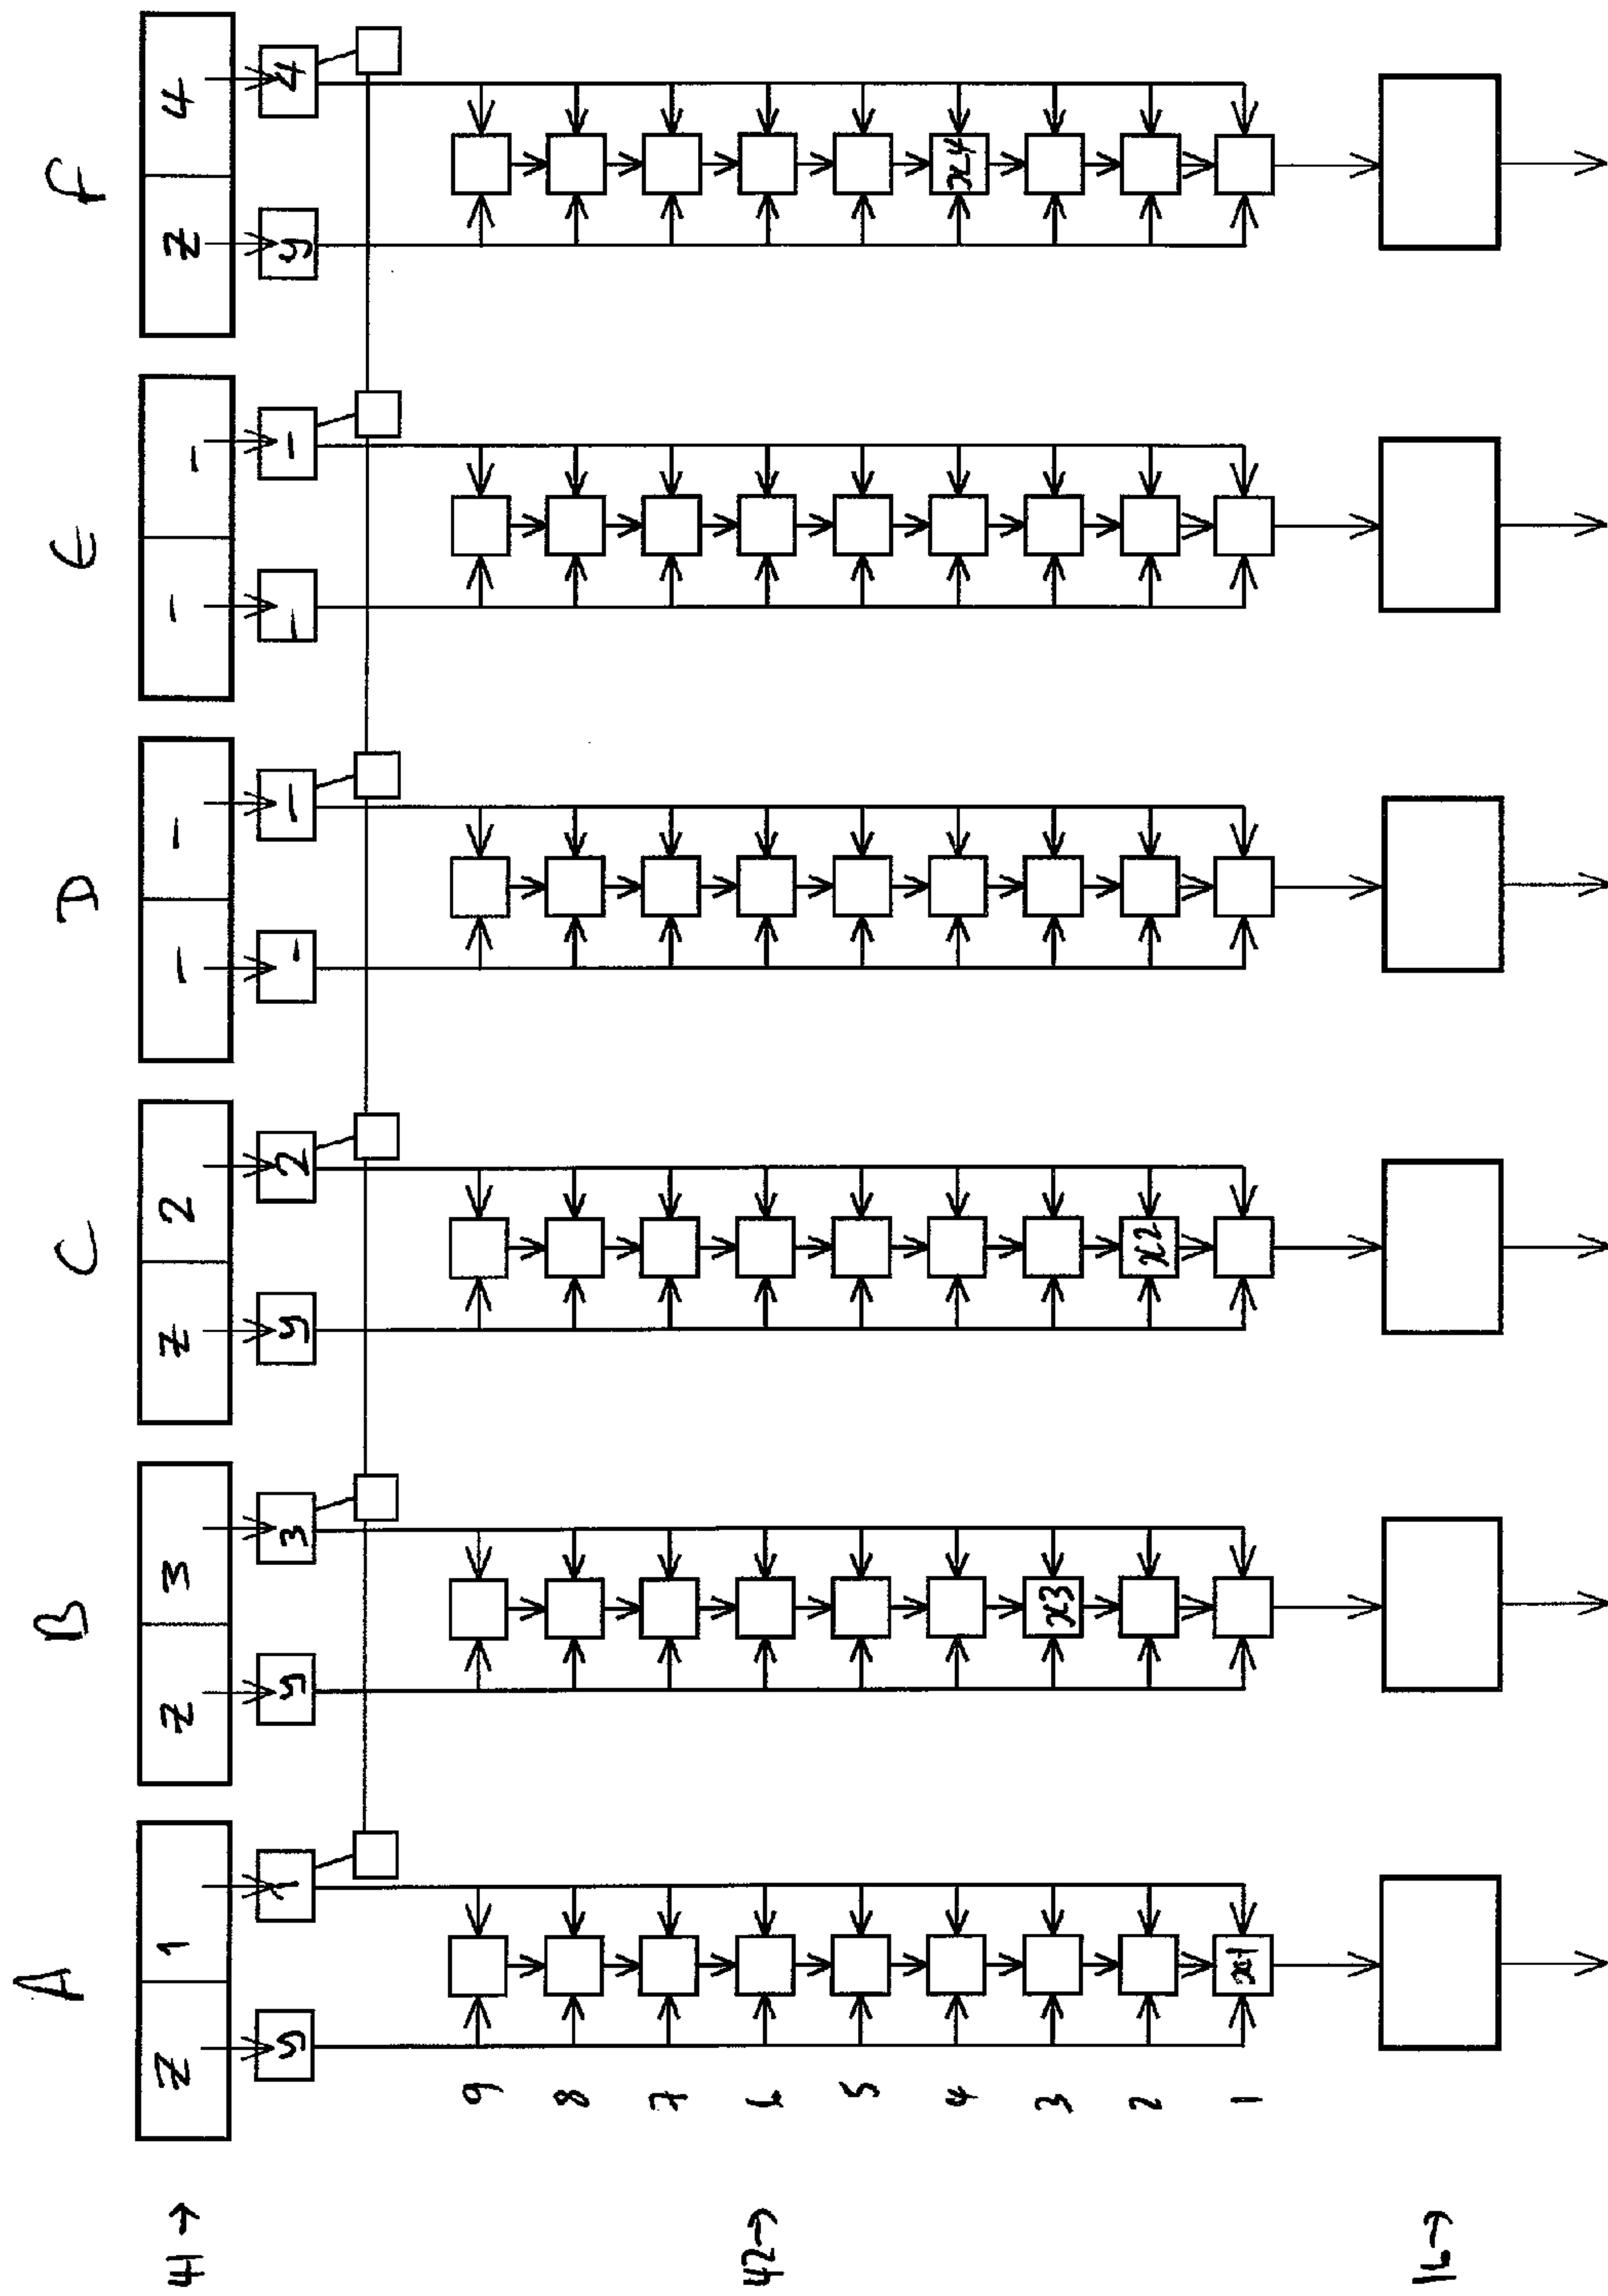 A B C D E F
41→ Z 1 Z 3 Z 2 - - - - Z 4
y 1 y 3 y 2 - - - - y 4
9
8
7
42→ 6
5
4 x4
3 x3
2 x2
1 x1
16→